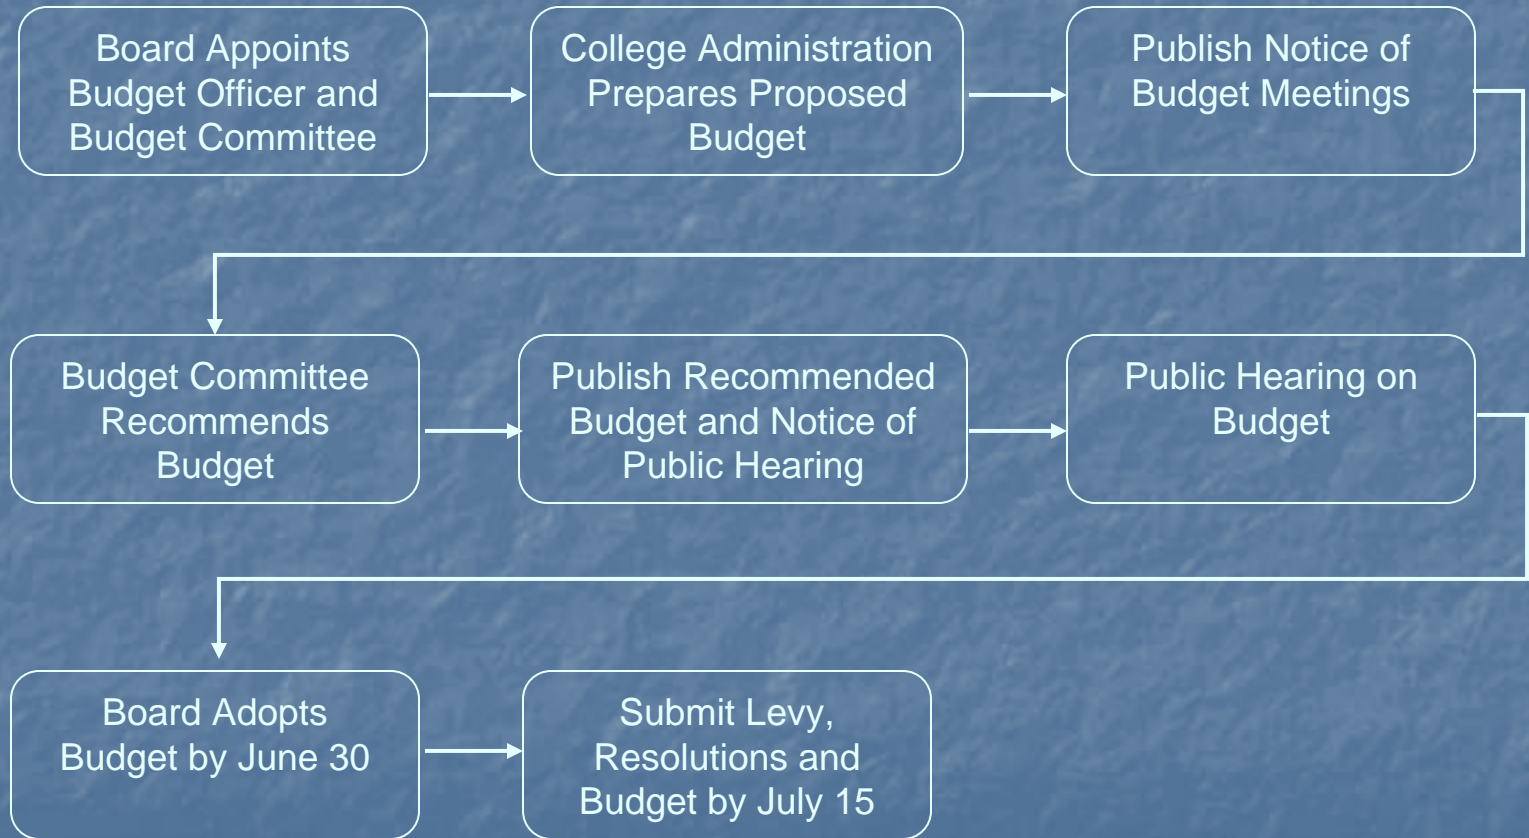 Board Appoints
Budget Officer and
Budget Committee
College Administration
Prepares Proposed
Budget
Publish Notice of
Budget Meetings
Budget Committee
Recommends
Budget
Publish Recommended
Budget and Notice of
Public Hearing
Public Hearing on
Budget
Board Adopts
Budget by June 30
Submit Levy,
Resolutions and
Budget by July 15